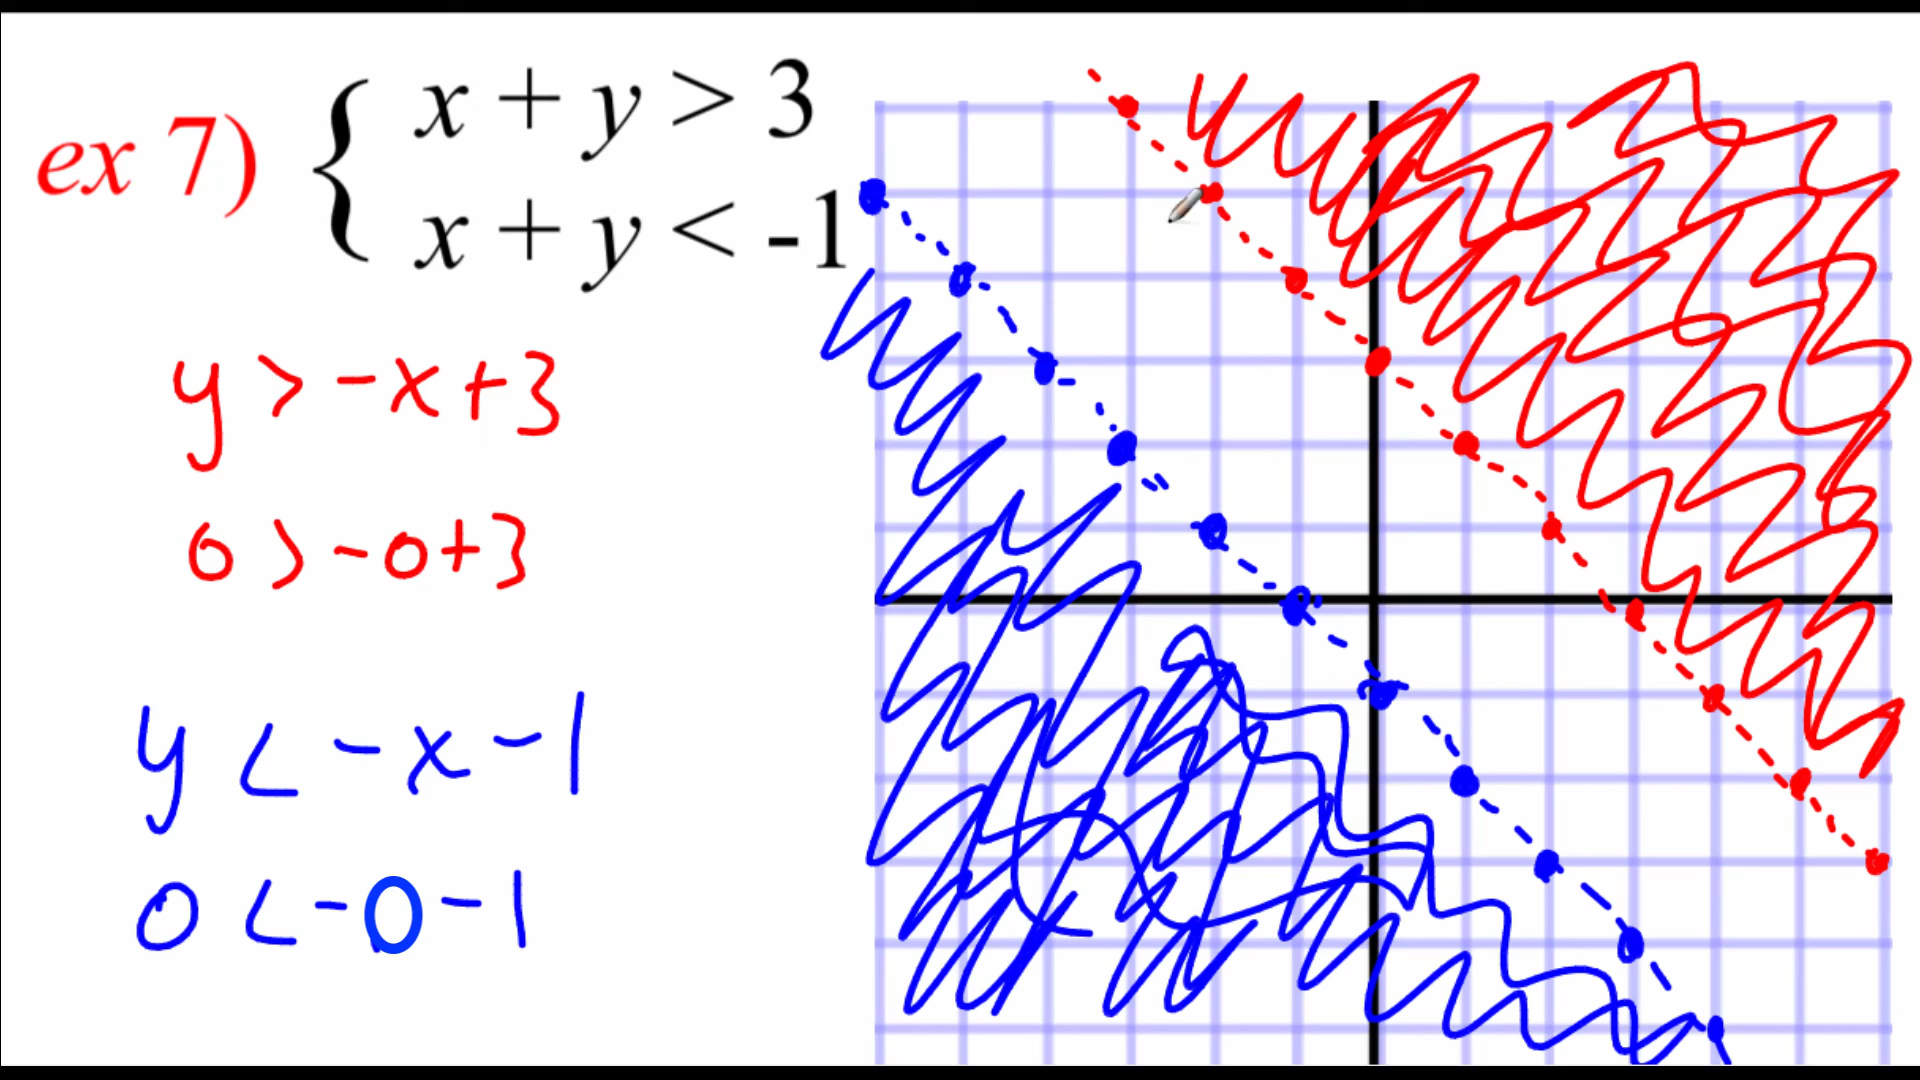 ex 7) { x + y > 3
x + y < -1
y > -x+3
0 > -0+3
y < -x-1
0 < -0-1